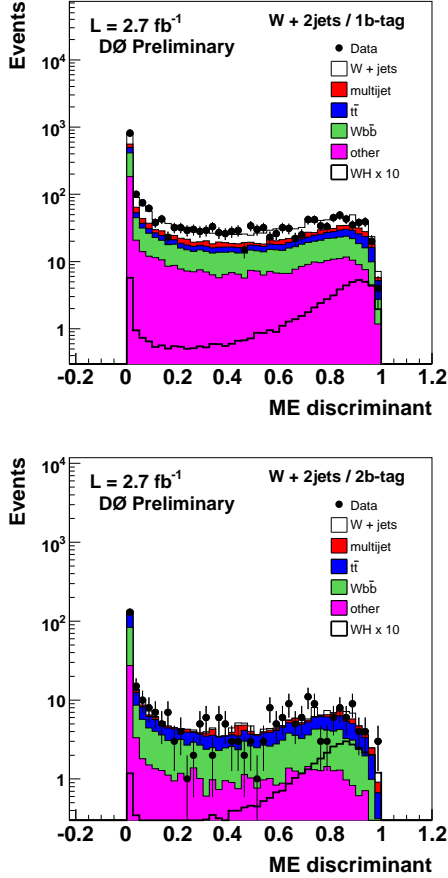 L = 2.7 fb⁻¹
DØ Preliminary
W + 2jets / 1b-tag
Data
W + jets
multijet
tt̄
Wbb̄
other
WH x 10
Events
10⁴
10³
10²
10
1
-0.2 0 0.2 0.4 0.6 0.8 1 1.2
ME discriminant
L = 2.7 fb⁻¹
DØ Preliminary
W + 2jets / 2b-tag
Data
W + jets
multijet
tt̄
Wbb̄
other
WH x 10
Events
10⁴
10³
10²
10
1
-0.2 0 0.2 0.4 0.6 0.8 1 1.2
ME discriminant